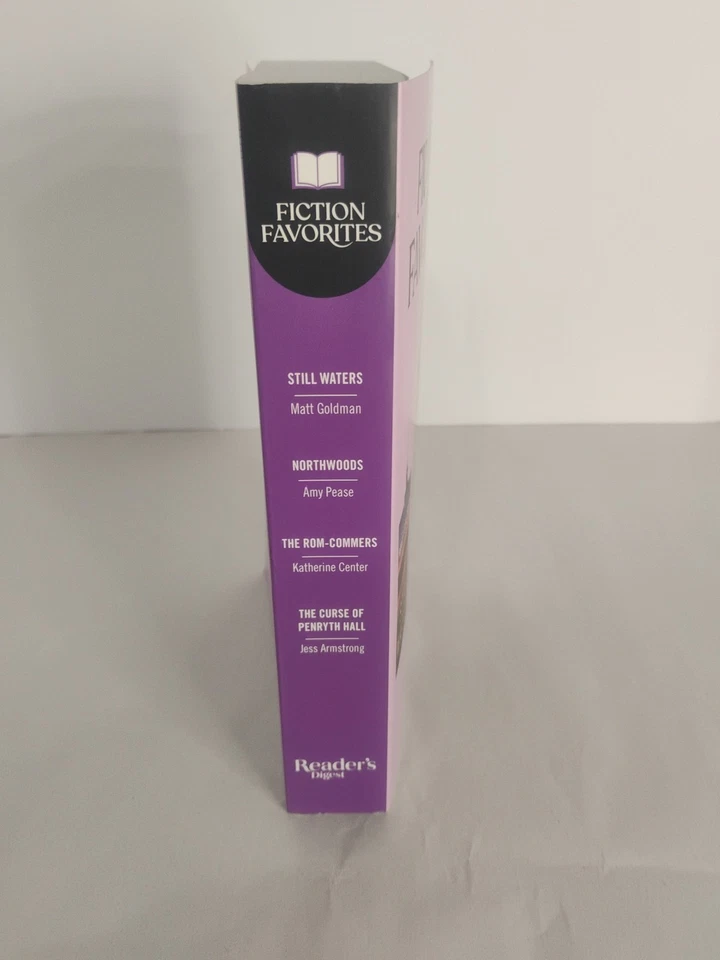 FICTION
FAVORITES
STILL WATERS
Matt Goldman
NORTHWOODS
Amy Pease
THE ROM-COMMERS
Katherine Center
THE CURSE OF
PENRYTH HALL
Jess Armstrong
Reader's
Digest